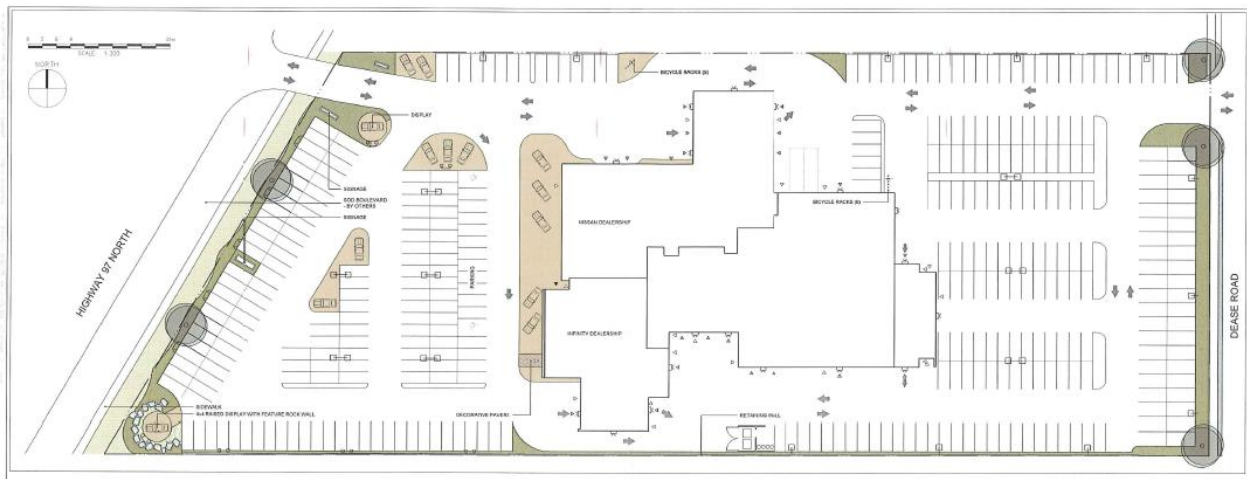 SCALE 1:300
NORTH
BICYCLE RACKS (5)
DISPLAY
SIGNAGE
SOD BOULEVARD
- BY OTHERS
SIGNAGE
BICYCLE RACKS (6)
NISSAN DEALERSHIP
PARKING
HIGHWAY 97 NORTH
DEASE ROAD
INFINITY DEALERSHIP
SIDEWALK
4x4 RAISED DISPLAY WITH FEATURE ROCK WALL
DECORATIVE PAVERS
RETAINING WALL